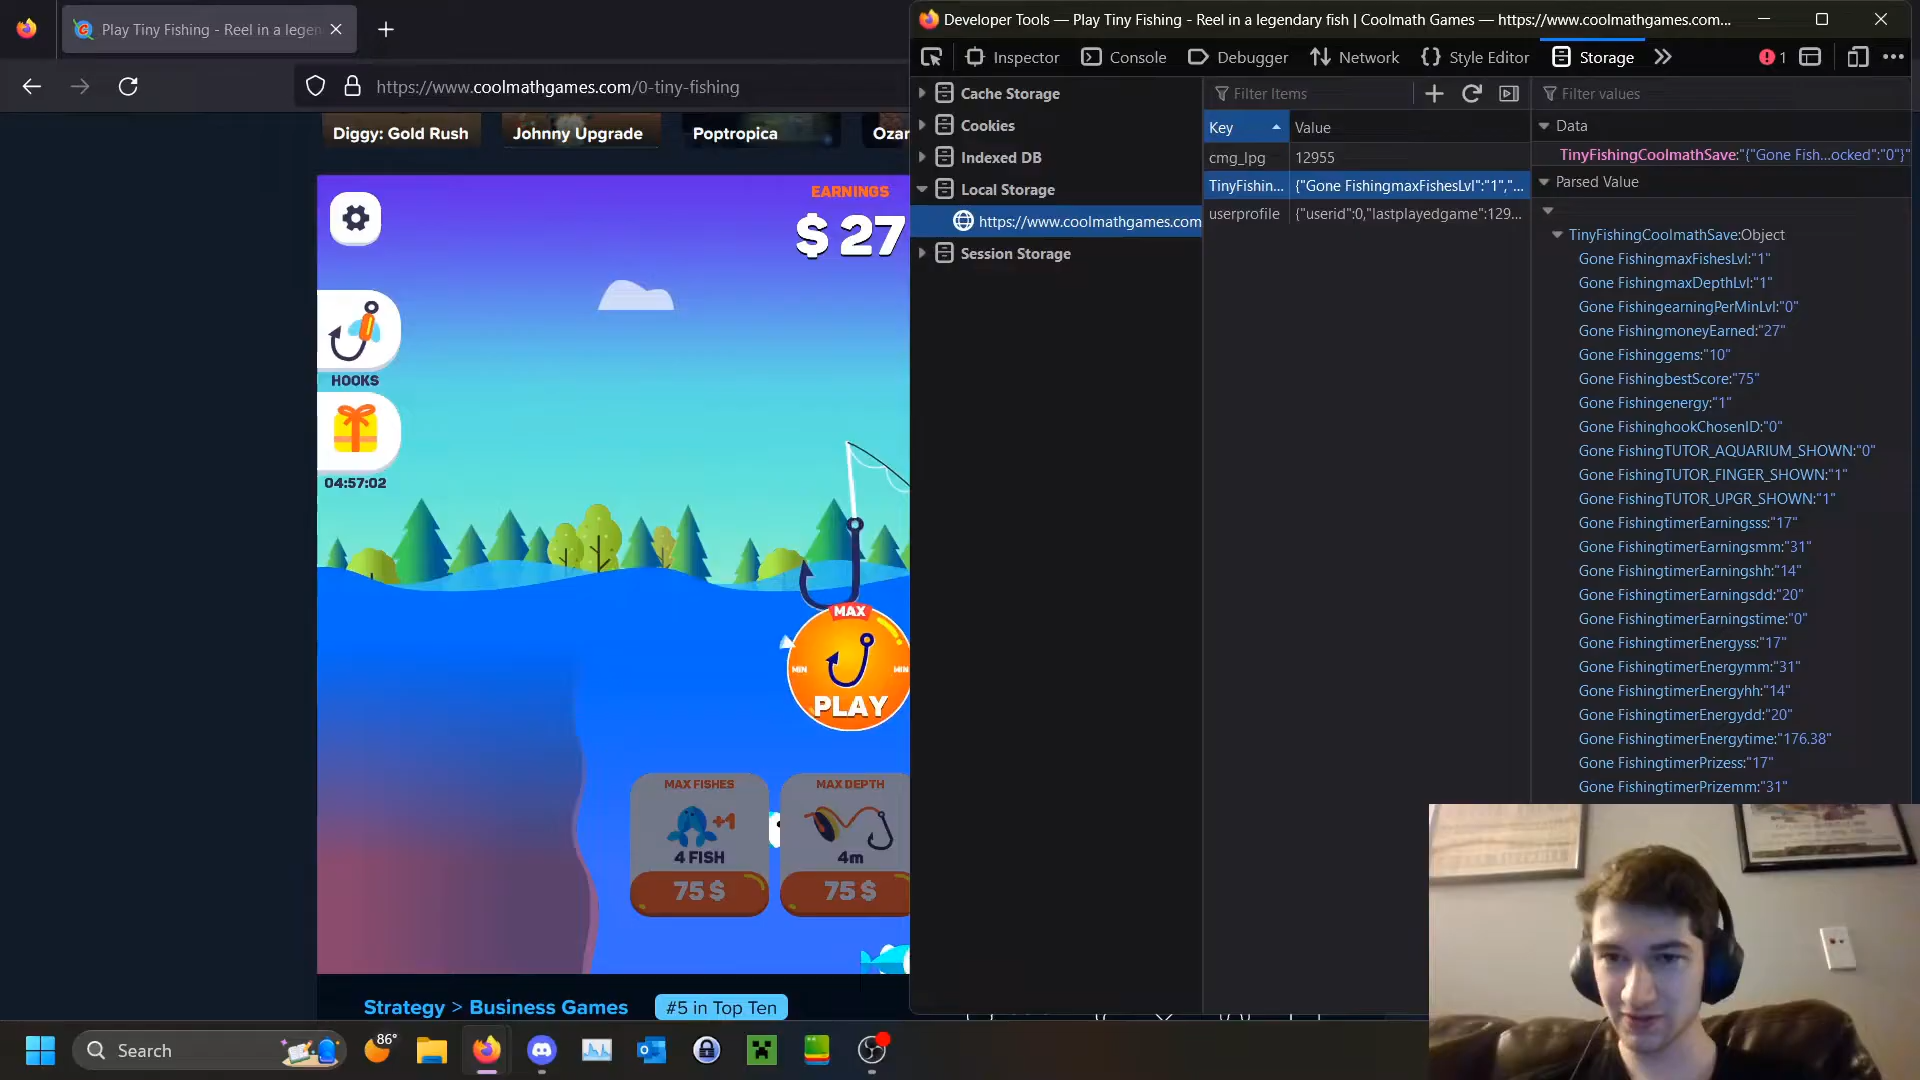 Play Tiny Fishing - Reel in a legen
https://www.coolmathgames.com/0-tiny-fishing
Diggy: Gold Rush
Johnny Upgrade
Poptropica
Ozar
EARNINGS
$ 27
HOOKS
04:57:02
MAX
MIN
MIN
PLAY
MAX FISHES
+1
4 FISH
75 $
MAX DEPTH
4m
75 $
Strategy > Business Games
#5 in Top Ten
Developer Tools — Play Tiny Fishing - Reel in a legendary fish | Coolmath Games — https://www.coolmathgames.com...
Inspector
Console
Debugger
Network
Style Editor
Storage
1
Cache Storage
Cookies
Indexed DB
Local Storage
https://www.coolmathgames.com
Session Storage
Filter Items
Key
Value
cmg_lpg
12955
TinyFishin...
{"Gone FishingmaxFishesLvl":"1","...
userprofile
{"userid":0,"lastplayedgame":129...
Filter values
Data
TinyFishingCoolmathSave:"{"Gone Fish...ocked":"0"}"
Parsed Value
TinyFishingCoolmathSave:Object
Gone FishingmaxFishesLvl:"1"
Gone FishingmaxDepthLvl:"1"
Gone FishingearningPerMinLvl:"0"
Gone FishingmoneyEarned:"27"
Gone Fishinggems:"10"
Gone FishingbestScore:"75"
Gone Fishingenergy:"1"
Gone FishinghookChosenID:"0"
Gone FishingTUTOR_AQUARIUM_SHOWN:"0"
Gone FishingTUTOR_FINGER_SHOWN:"1"
Gone FishingTUTOR_UPGR_SHOWN:"1"
Gone FishingtimerEarningsss:"17"
Gone FishingtimerEarningsmm:"31"
Gone FishingtimerEarningshh:"14"
Gone FishingtimerEarningsdd:"20"
Gone FishingtimerEarningstime:"0"
Gone FishingtimerEnergyss:"17"
Gone FishingtimerEnergymm:"31"
Gone FishingtimerEnergyhh:"14"
Gone FishingtimerEnergydd:"20"
Gone FishingtimerEnergytime:"176.38"
Gone FishingtimerPrizess:"17"
Gone FishingtimerPrizemm:"31"
Search
86°